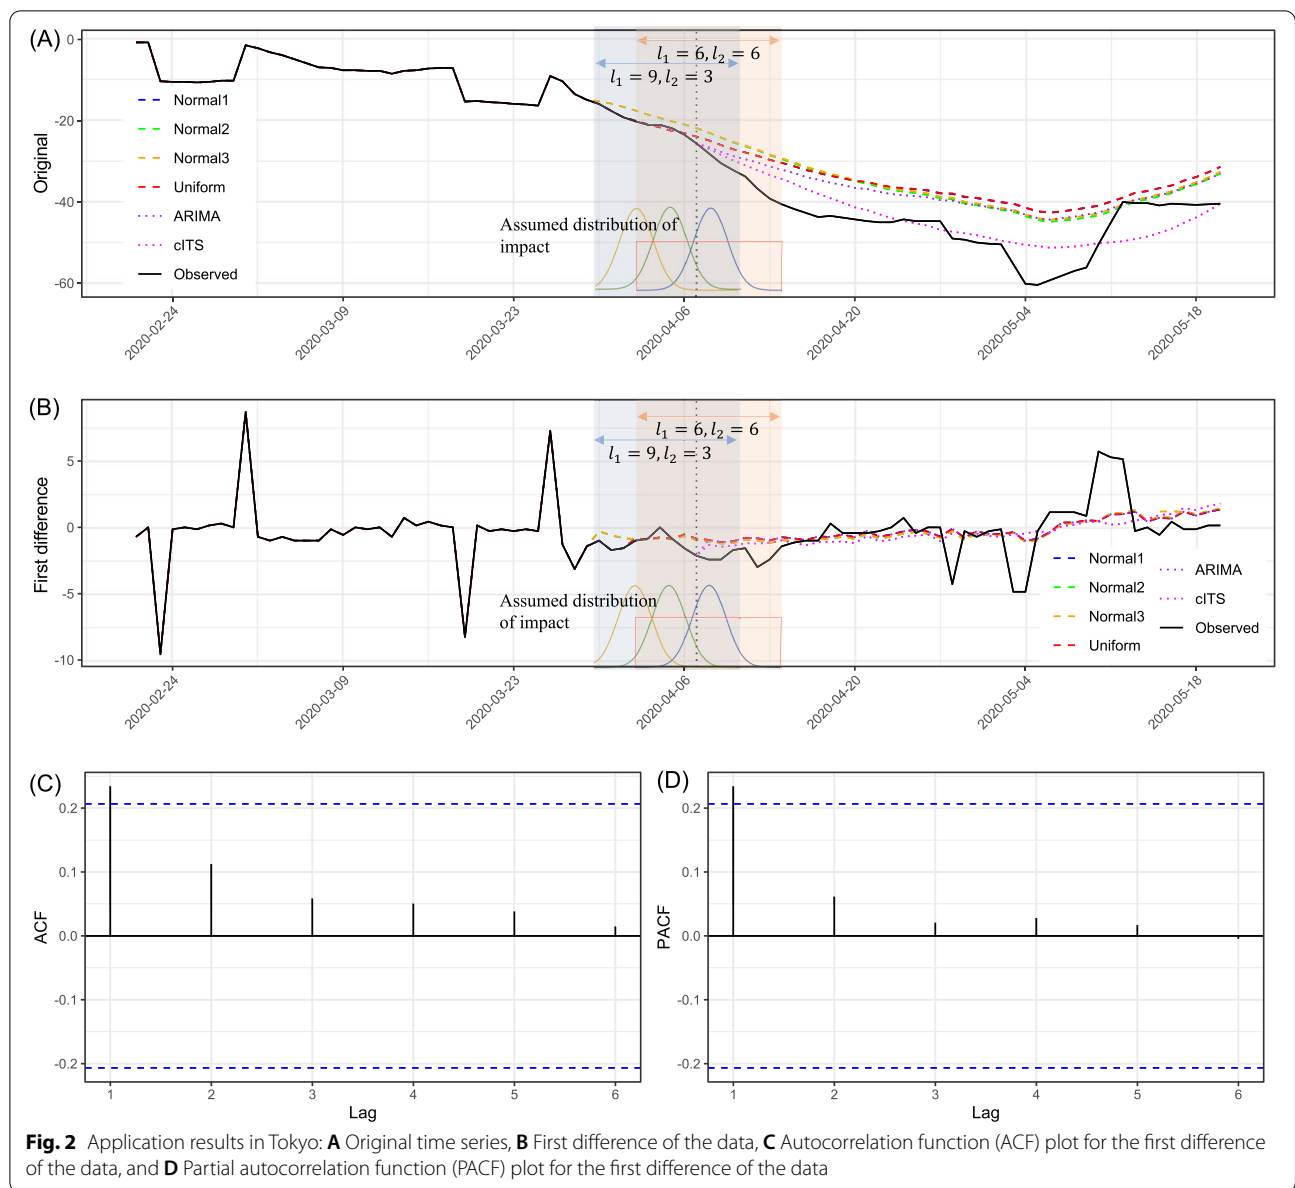 (A)
0
-20
-40
-60
Original
l₁ = 6, l₂ = 6
l₁ = 9, l₂ = 3
Normal1
Normal2
Normal3
Uniform
ARIMA
cITS
Observed
Assumed distribution of
impact
2020-02-24
2020-03-09
2020-03-23
2020-04-06
2020-04-20
2020-05-04
2020-05-18
(B)
5
0
-5
-10
First difference
l₁ = 6, l₂ = 6
l₁ = 9, l₂ = 3
Assumed distribution
of impact
Normal1
Normal2
Normal3
Uniform
ARIMA
cITS
Observed
2020-02-24
2020-03-09
2020-03-23
2020-04-06
2020-04-20
2020-05-04
2020-05-18
(C)
0.2
0.1
0.0
-0.1
-0.2
ACF
1 2 3 4 5 6
Lag
(D)
0.2
0.1
0.0
-0.1
-0.2
PACF
1 2 3 4 5 6
Lag
Fig. 2 Application results in Tokyo: A Original time series, B First difference of the data, C Autocorrelation function (ACF) plot for the first difference
of the data, and D Partial autocorrelation function (PACF) plot for the first difference of the data